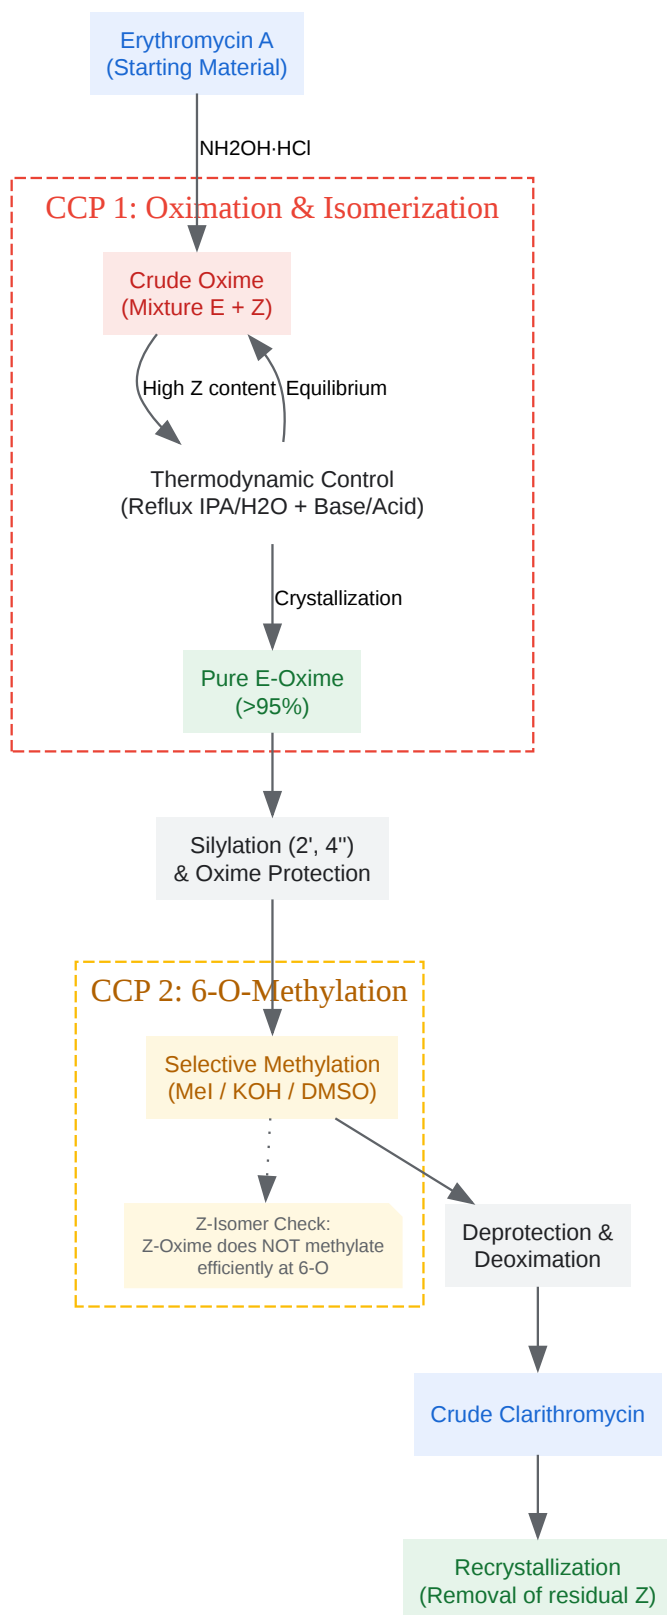 Erythromycin A
(Starting Material)
NH2OH·HCl
CCP 1: Oximation & Isomerization
Crude Oxime
(Mixture E + Z)
High Z content
Equilibrium
Thermodynamic Control
(Reflux IPA/H2O + Base/Acid)
Crystallization
Pure E-Oxime
(>95%)
Silylation (2', 4'')
& Oxime Protection
CCP 2: 6-O-Methylation
Selective Methylation
(MeI / KOH / DMSO)
Z-Isomer Check:
Z-Oxime does NOT methylate
efficiently at 6-O
Deprotection &
Deoximation
Crude Clarithromycin
Recrystallization
(Removal of residual Z)